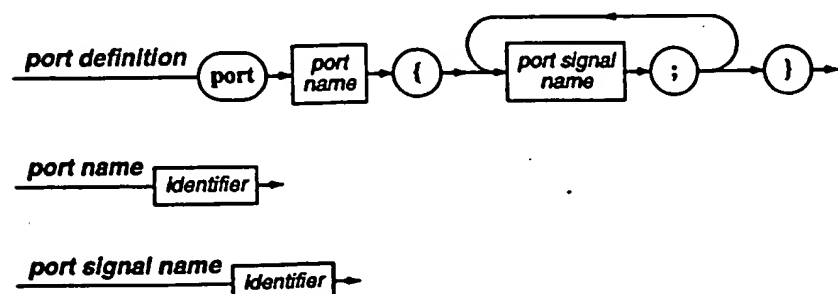 port definition
port
port name
{
port signal name
;
}
port name
identifier
port signal name
identifier